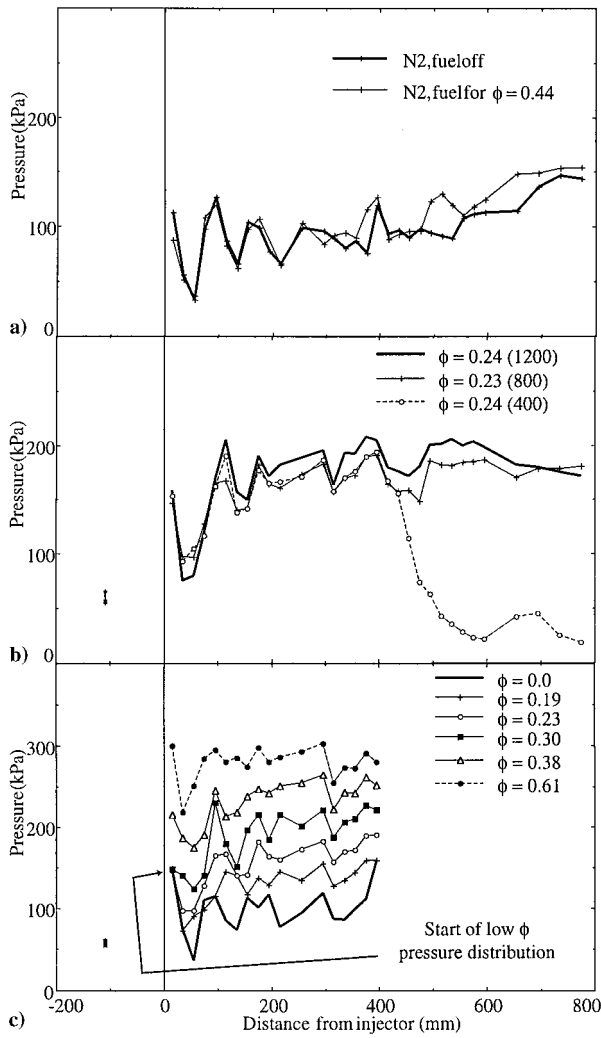 300
200
100
0
Pressure(kPa)
N2,fueloff
N2,fuelfor ϕ=0.44
a)
300
200
100
0
Pressure(kPa)
ϕ=0.24 (1200)
ϕ=0.23 (800)
ϕ=0.24 (400)
b)
400
300
200
100
0
Pressure(kPa)
ϕ=0.0
ϕ=0.19
ϕ=0.23
ϕ=0.30
ϕ=0.38
ϕ=0.61
Start of low ϕ
pressure distribution
c)
-200
0
200
400
600
800
Distance from injector (mm)